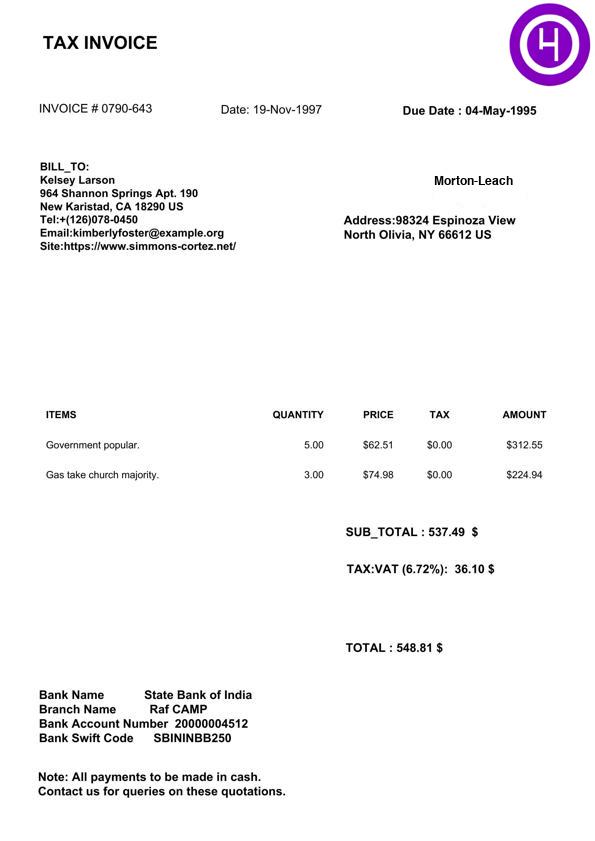 TAX INVOICE
INVOICE # 0790-643 Date: 19-Nov-1997 Due Date : 04-May-1995
BILL_TO:
Kelsey Larson
964 Shannon Springs Apt. 190
New Karistad, CA 18290 US
Tel:+(126)078-0450
Email:kimberlyfoster@example.org
Site:https://www.simmons-cortez.net/
Morton-Leach
Address:98324 Espinoza View
North Olivia, NY 66612 US
ITEMS QUANTITY PRICE TAX AMOUNT
Government popular. 5.00 $62.51 $0.00 $312.55
Gas take church majority. 3.00 $74.98 $0.00 $224.94
SUB_TOTAL : 537.49 $
TAX:VAT (6.72%): 36.10 $
TOTAL : 548.81 $
Bank Name State Bank of India
Branch Name Raf CAMP
Bank Account Number 20000004512
Bank Swift Code SBININBB250
Note: All payments to be made in cash.
Contact us for queries on these quotations.